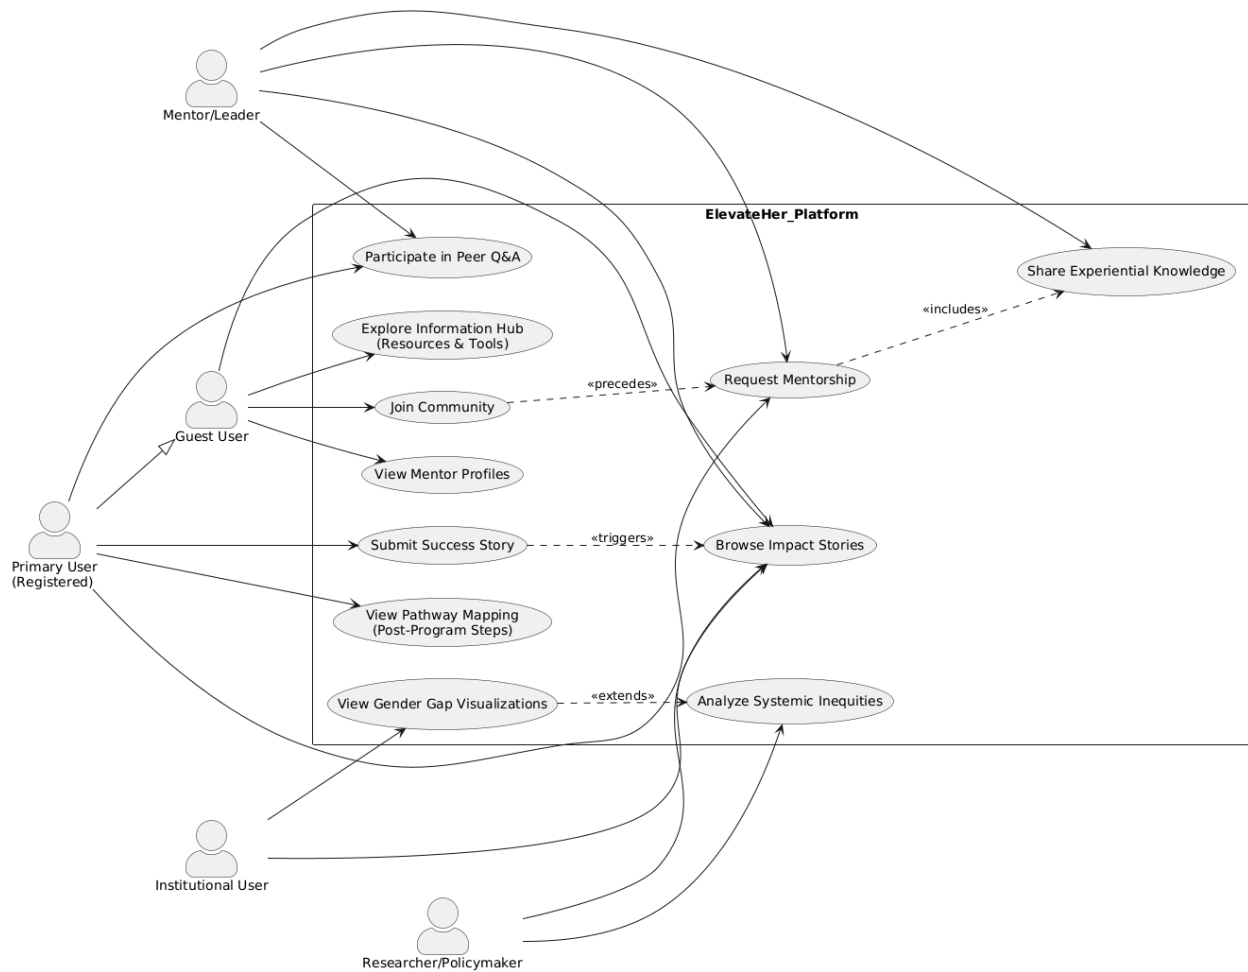 Mentor/Leader
ElevateHer_Platform
Participate in Peer Q&A
Share Experiential Knowledge
«includes»
Explore Information Hub
(Resources & Tools)
Request Mentorship
«precedes»
Join Community
Guest User
View Mentor Profiles
Primary User
(Registered)
Submit Success Story
«triggers»
Browse Impact Stories
View Pathway Mapping
(Post-Program Steps)
View Gender Gap Visualizations
«extends»
Analyze Systemic Inequities
Institutional User
Researcher/Policymaker